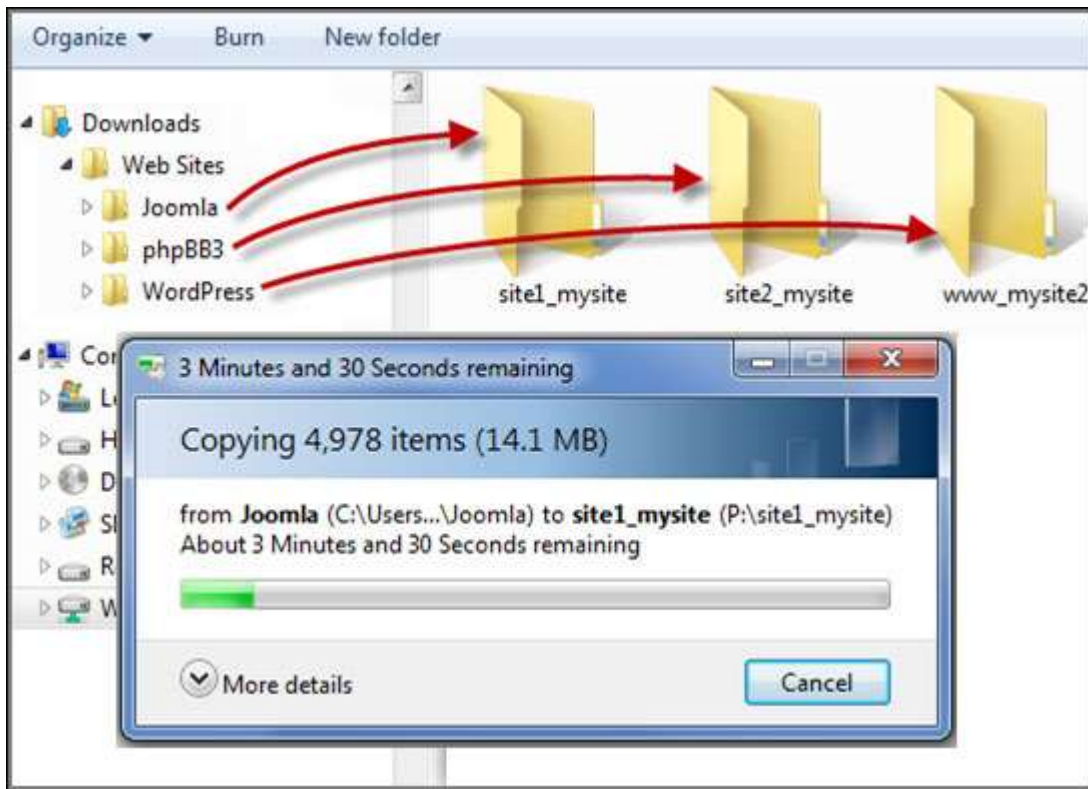 Organize Burn New folder
Downloads
Web Sites
Joomla
phpBB3
WordPress
site1_mysite site2_mysite www_mysite2
3 Minutes and 30 Seconds remaining
Copying 4,978 items (14.1 MB)
from Joomla (C:\Users...\Joomla) to site1_mysite (P:\site1_mysite)
About 3 Minutes and 30 Seconds remaining
More details Cancel